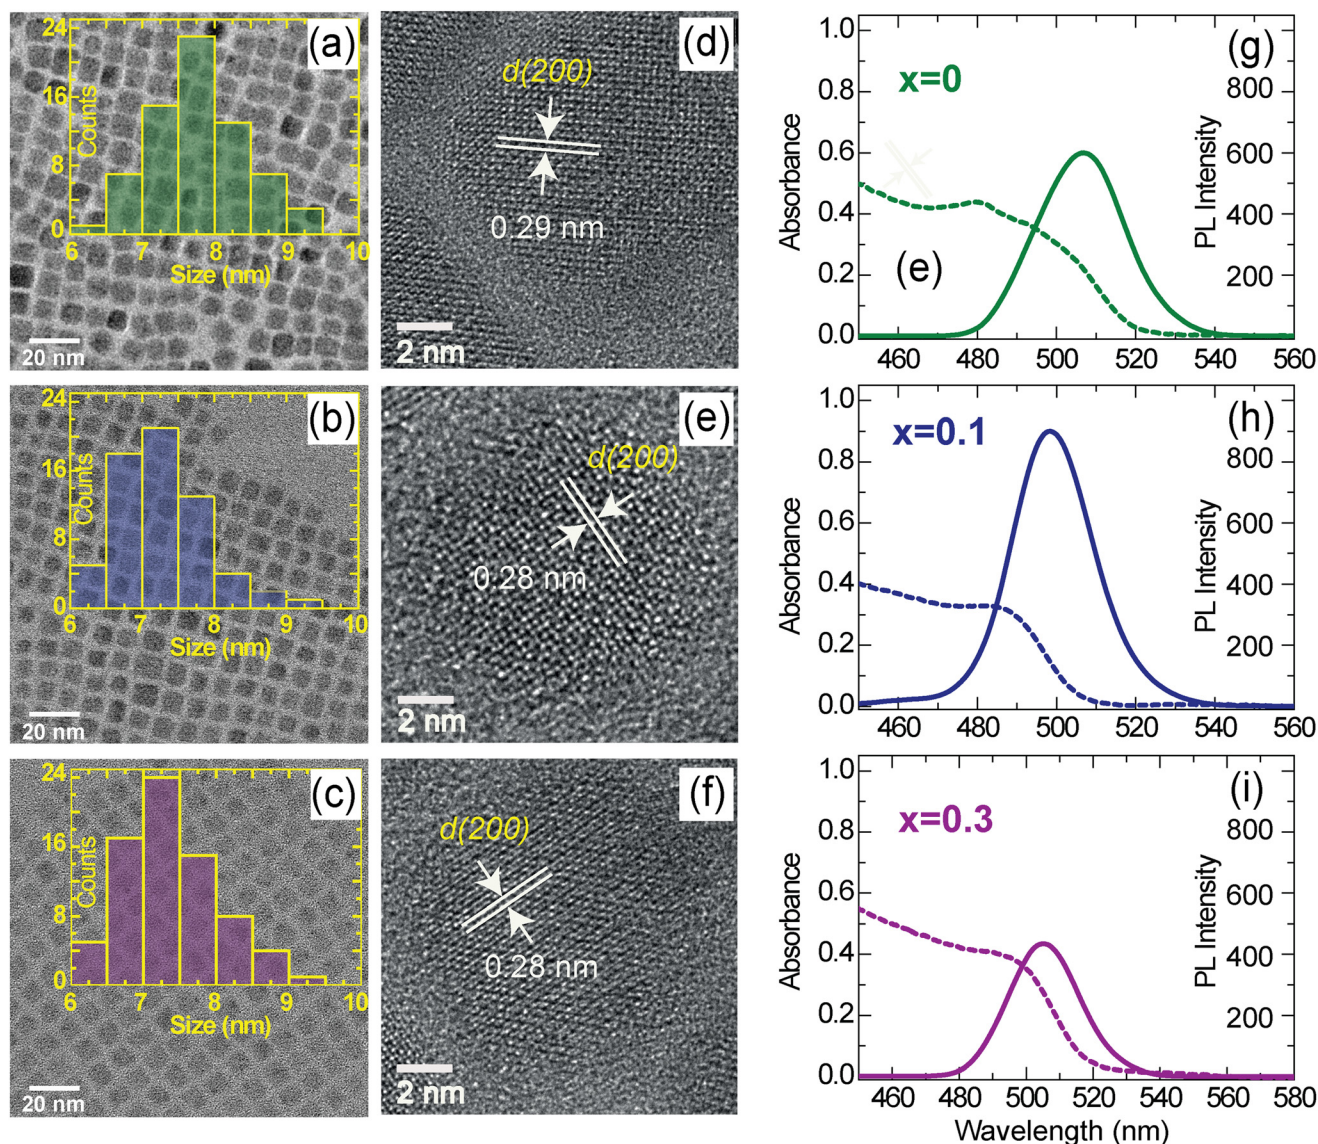 (a)
24
16
8
0
Counts
6 7 8 9 10
Size (nm)
20 nm
(d)
d(200)
0.29 nm
2 nm
(g)
x=0
1.0
0.8
0.6
0.4
0.2
0.0
Absorbance
800
600
400
200
PL Intensity
(e)
460 480 500 520 540 560
(b)
24
16
8
0
Counts
6 7 8 9 10
Size (nm)
20 nm
(e)
d(200)
0.28 nm
2 nm
(h)
x=0.1
1.0
0.8
0.6
0.4
0.2
0.0
Absorbance
800
600
400
200
PL Intensity
460 480 500 520 540 560
(c)
24
16
8
0
Counts
6 7 8 9 10
Size (nm)
20 nm
(f)
d(200)
0.28 nm
2 nm
(i)
x=0.3
1.0
0.8
0.6
0.4
0.2
0.0
Absorbance
800
600
400
200
PL Intensity
460 480 500 520 540 560 580
Wavelength (nm)